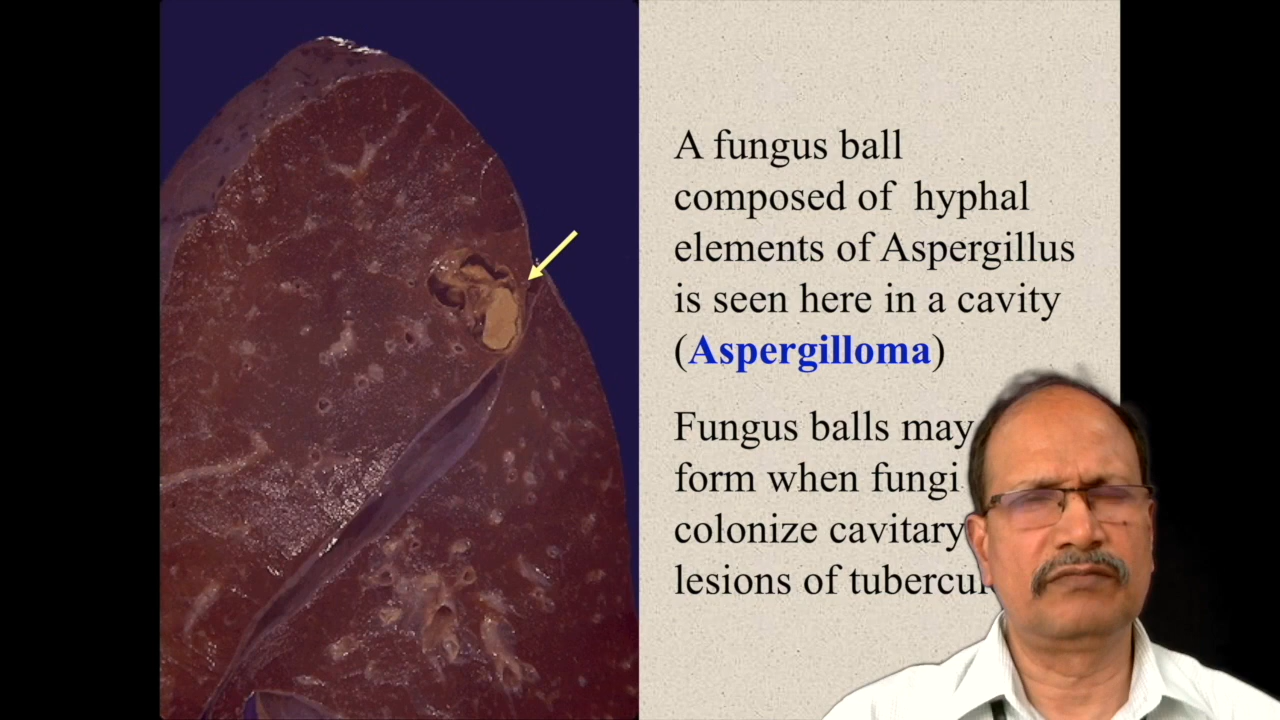 A fungus ball
composed of hyphal
elements of Aspergillus
is seen here in a cavity
(Aspergilloma)
Fungus balls may
form when fungi
colonize cavitary
lesions of